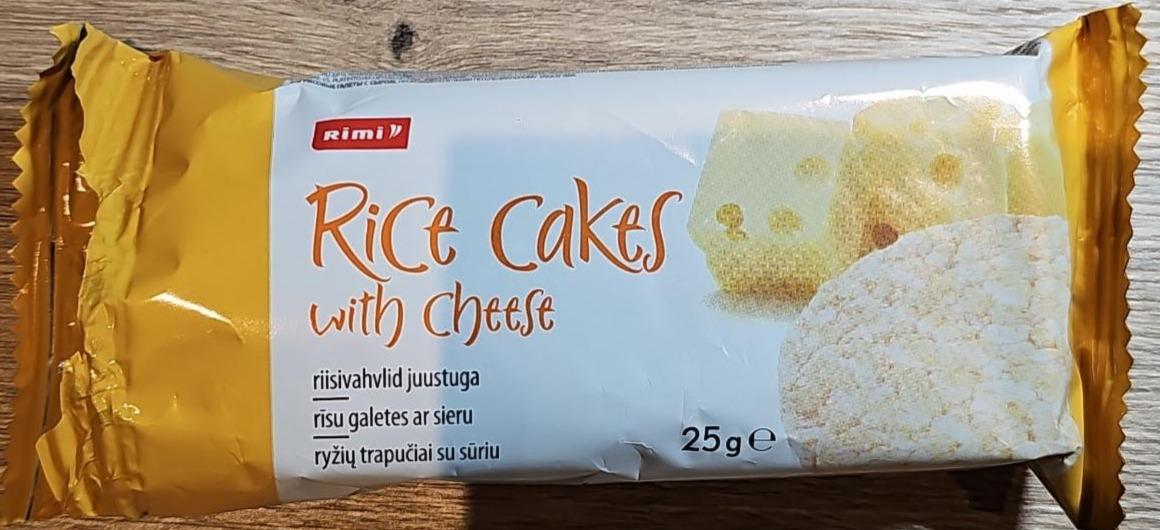 Rimi
Rice Cakes
with cheese
riisivahvlid juustuga
rīsu galetes ar sieru
ryžių trapučiai su sūriu
25g℮